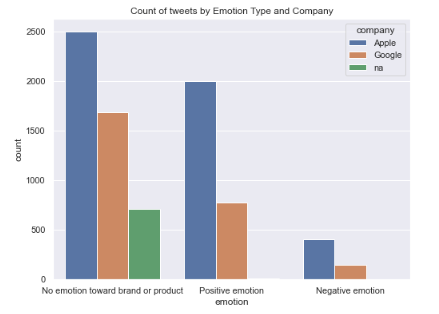 Count of tweets by Emotion Type and Company
company
Apple
Google
na
2500
2000
1500
1000
500
0
count
No emotion toward brand or product
Positive emotion
Negative emotion
emotion